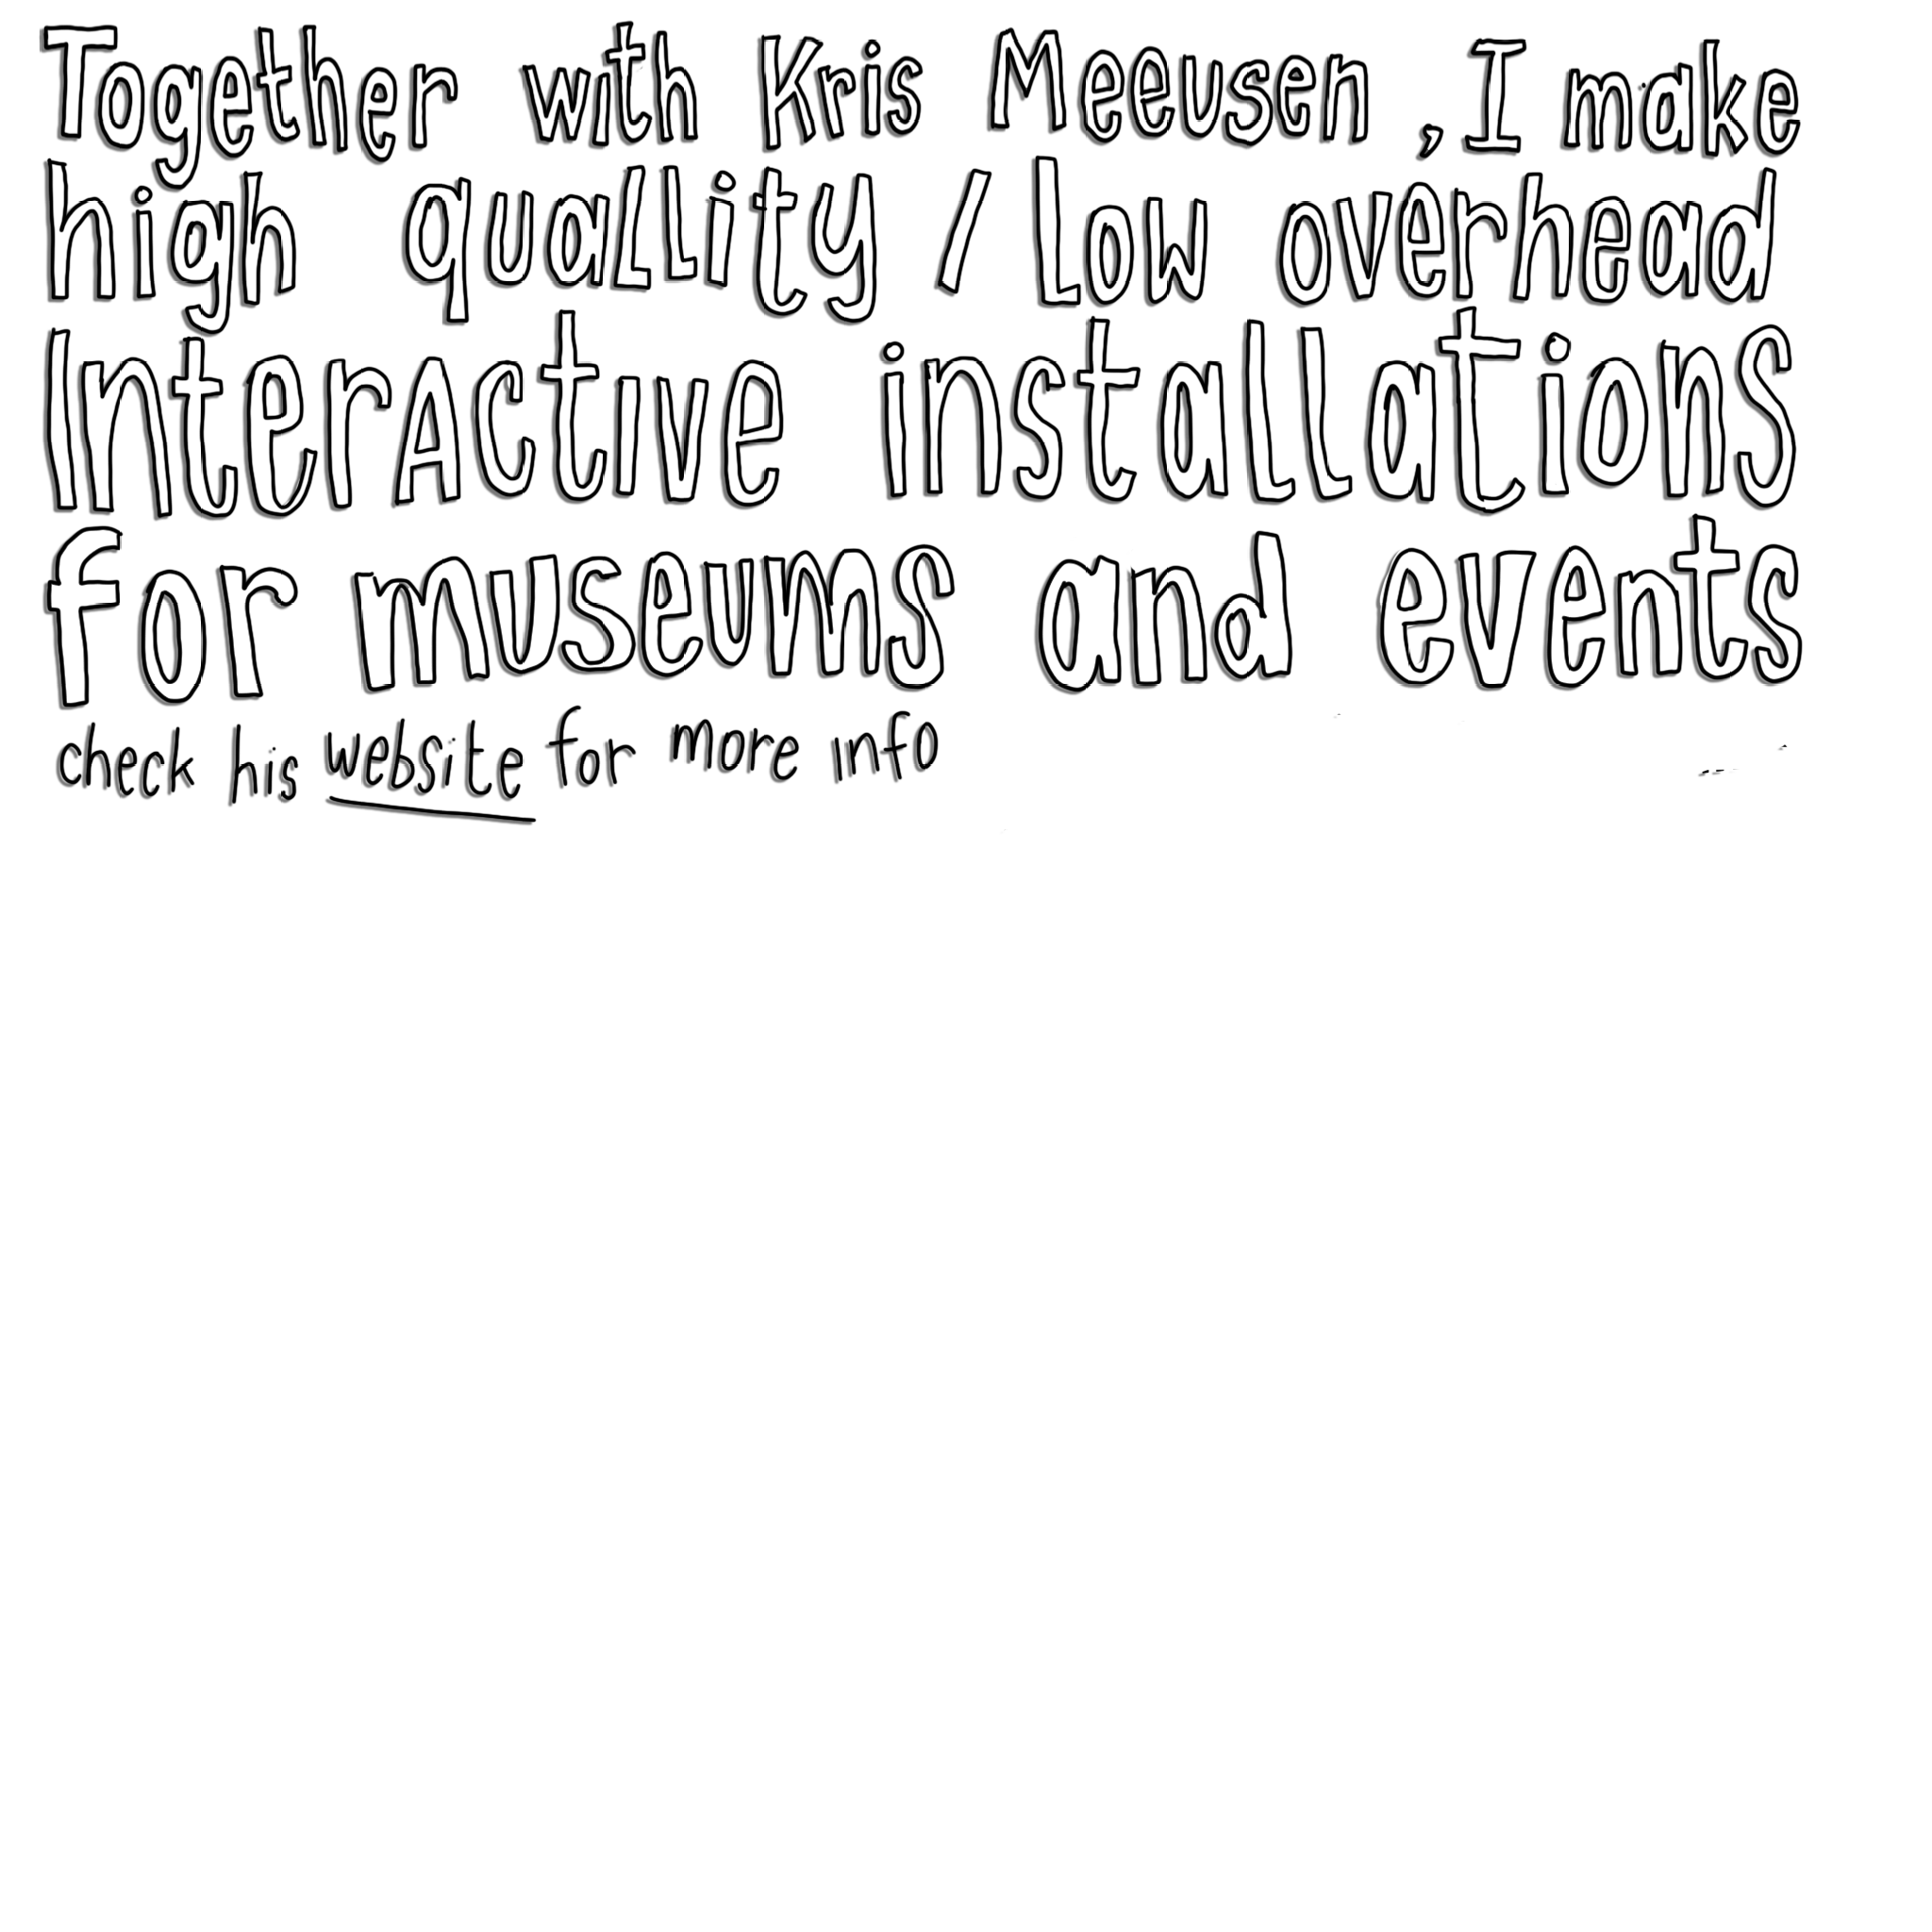 Together with Kris Meeusen, I make
high quallity / Low overhead
InterActive installations
for museums and events
check his website for more info